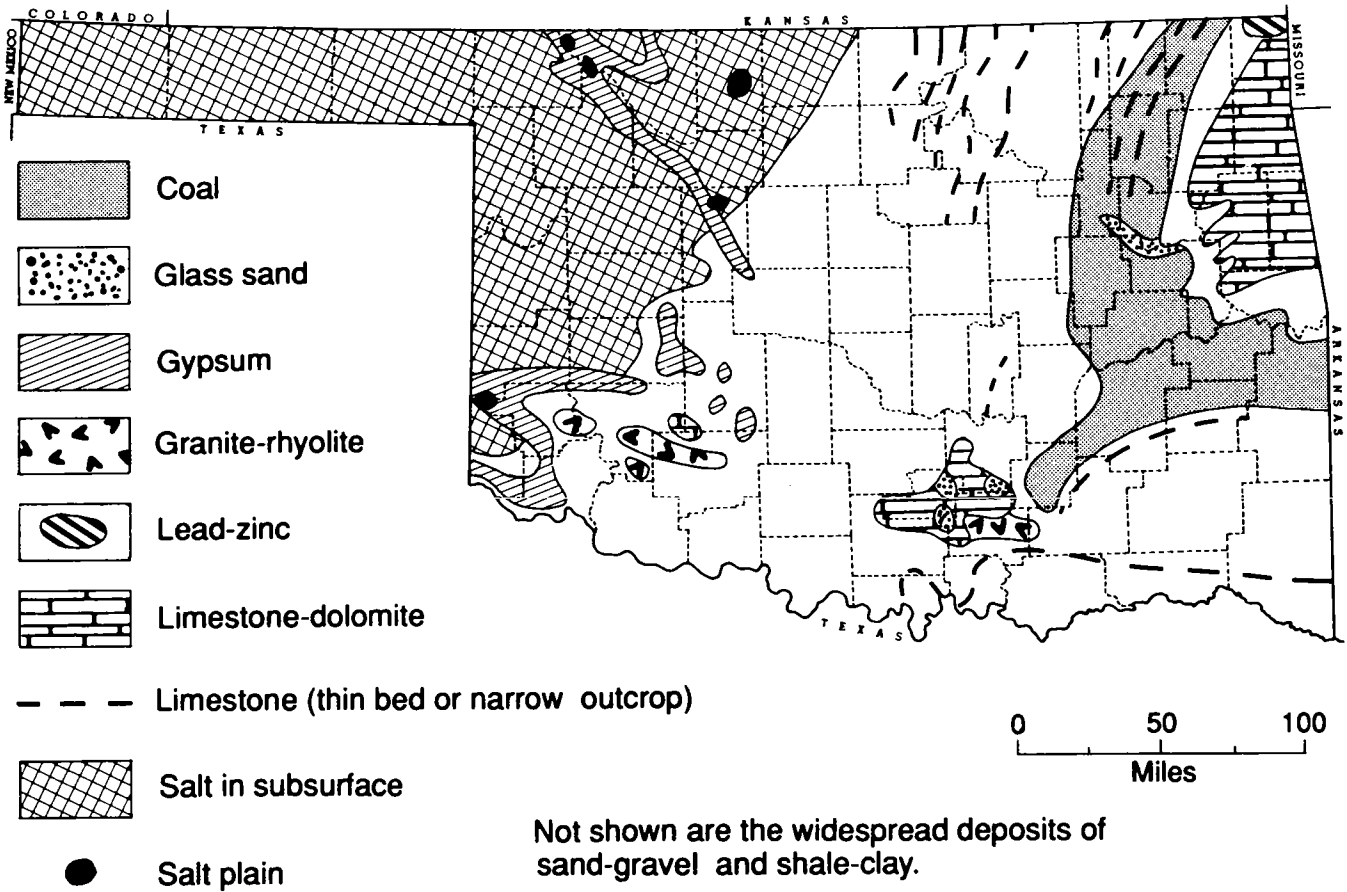 COLORADO
KANSAS
NEW MEXICO
MISSOURI
TEXAS
ARKANSAS
TEXAS
Coal
Glass sand
Gypsum
Granite-rhyolite
Lead-zinc
Limestone-dolomite
Limestone (thin bed or narrow outcrop)
Salt in subsurface
Salt plain
0 50 100
Miles
Not shown are the widespread deposits of
sand-gravel and shale-clay.